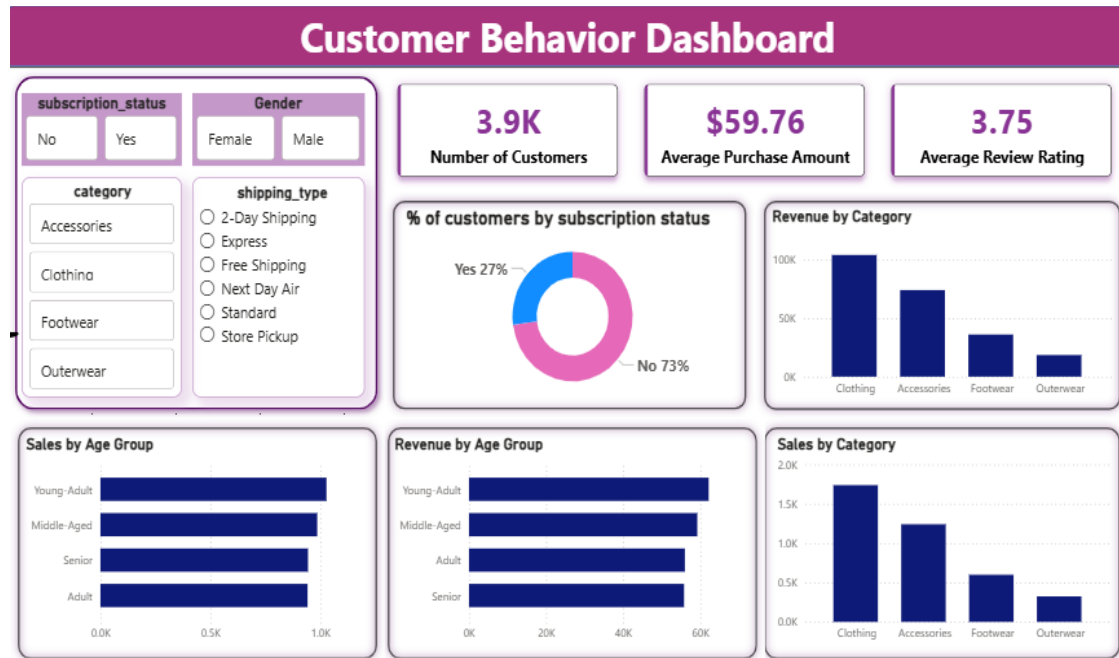 Customer Behavior Dashboard
subscription_status
No
Yes
Gender
Female
Male
category
Accessories
Clothing
Footwear
Outerwear
shipping_type
2-Day Shipping
Express
Free Shipping
Next Day Air
Standard
Store Pickup
3.9K
Number of Customers
$59.76
Average Purchase Amount
3.75
Average Review Rating
% of customers by subscription status
Yes 27%
No 73%
Revenue by Category
100K
50K
0K
Clothing Accessories Footwear Outerwear
Sales by Age Group
Young-Adult
Middle-Aged
Senior
Adult
0.0K 0.5K 1.0K
Revenue by Age Group
Young-Adult
Middle-Aged
Adult
Senior
0K 20K 40K 60K
Sales by Category
2.0K
1.5K
1.0K
0.5K
0.0K
Clothing Accessories Footwear Outerwear